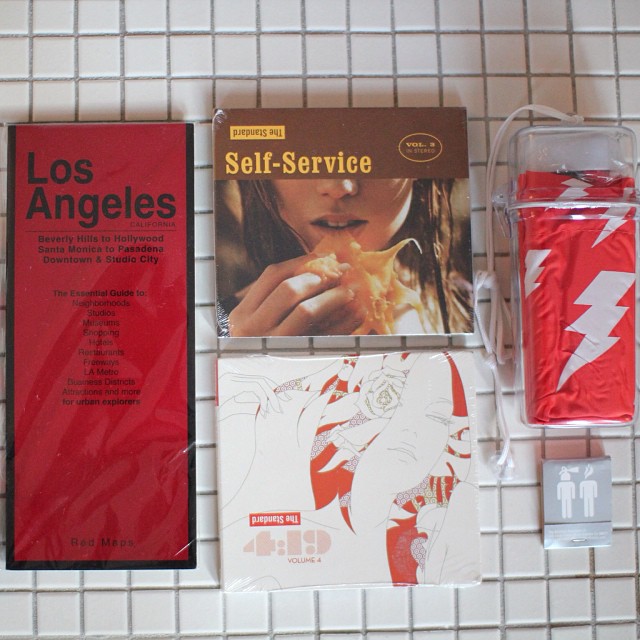 Los
Angeles
CALIFORNIA
Beverly Hills to Hollywood
Santa Monica to Pasadena
Downtown & Studio City
The Essential Guide to:
Neighborhoods
Studios
Museums
Shopping
Hotels
Restaurants
Freeways
LA Metro
Business Districts
Attractions and more
for urban explorers
Red Maps
The Standard
Self-Service
VOL. 3
IN STEREO
The Standard
4:19
VOLUME 4